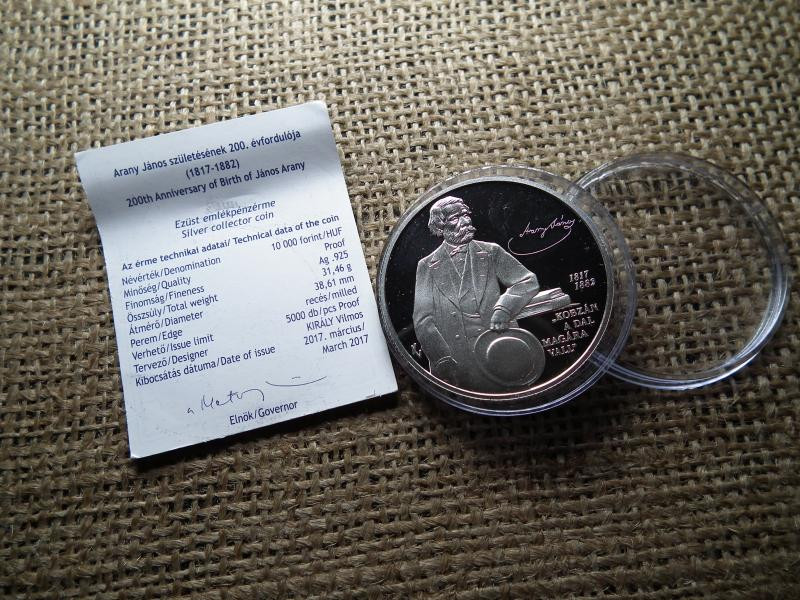 Arany János születésének 200. évfordulója
(1817-1882)
200th Anniversary of Birth of János Arany
Ezüst emlékpénzérme
Silver collector coin
Az érme technikai adatai/ Technical data of the coin
Névérték/Denomination 10 000 forint/HUF
Minőség/Quality Proof
Finomság/Fineness Ag .925
Összsúly/Total weight 31,46 g
Átmérő/Diameter 38,61 mm
Perem/Edge recés/milled
Verhető/Issue limit 5000 db/pcs Proof
Tervező/Designer KIRÁLY Vilmos
Kibocsátás dátuma/Date of issue 2017. március/
March 2017
Elnök/Governor
Arany János
1817
1882
„KOBZÁN
A DAL
MAGÁRA
VALL"